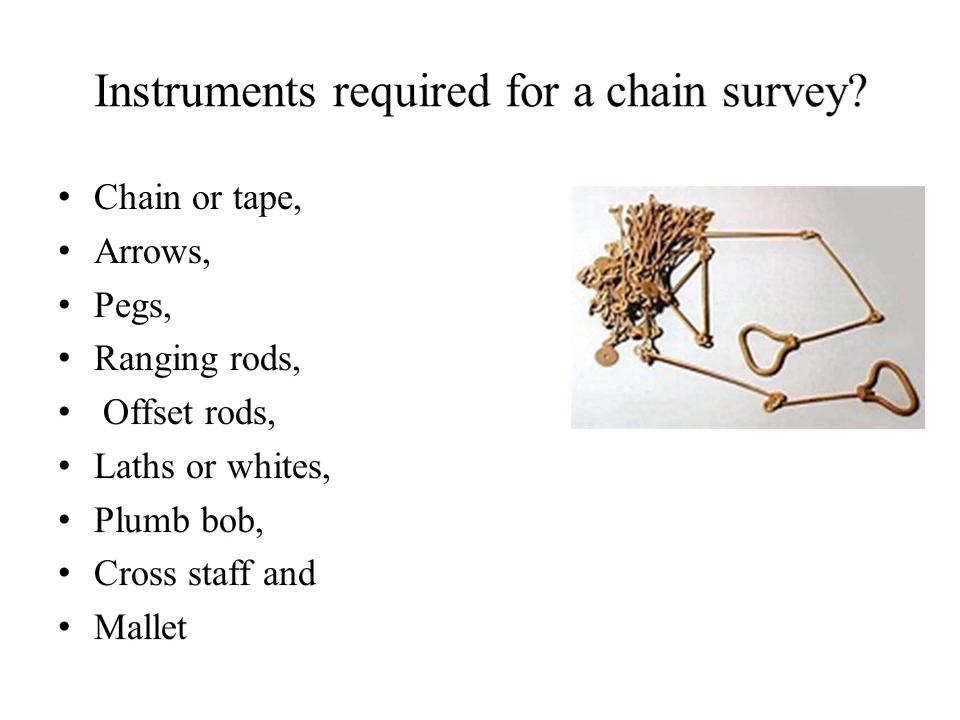 Instruments required for a chain survey?
• Chain or tape,
• Arrows,
• Pegs,
• Ranging rods,
• Offset rods,
• Laths or whites,
• Plumb bob,
• Cross staff and
• Mallet